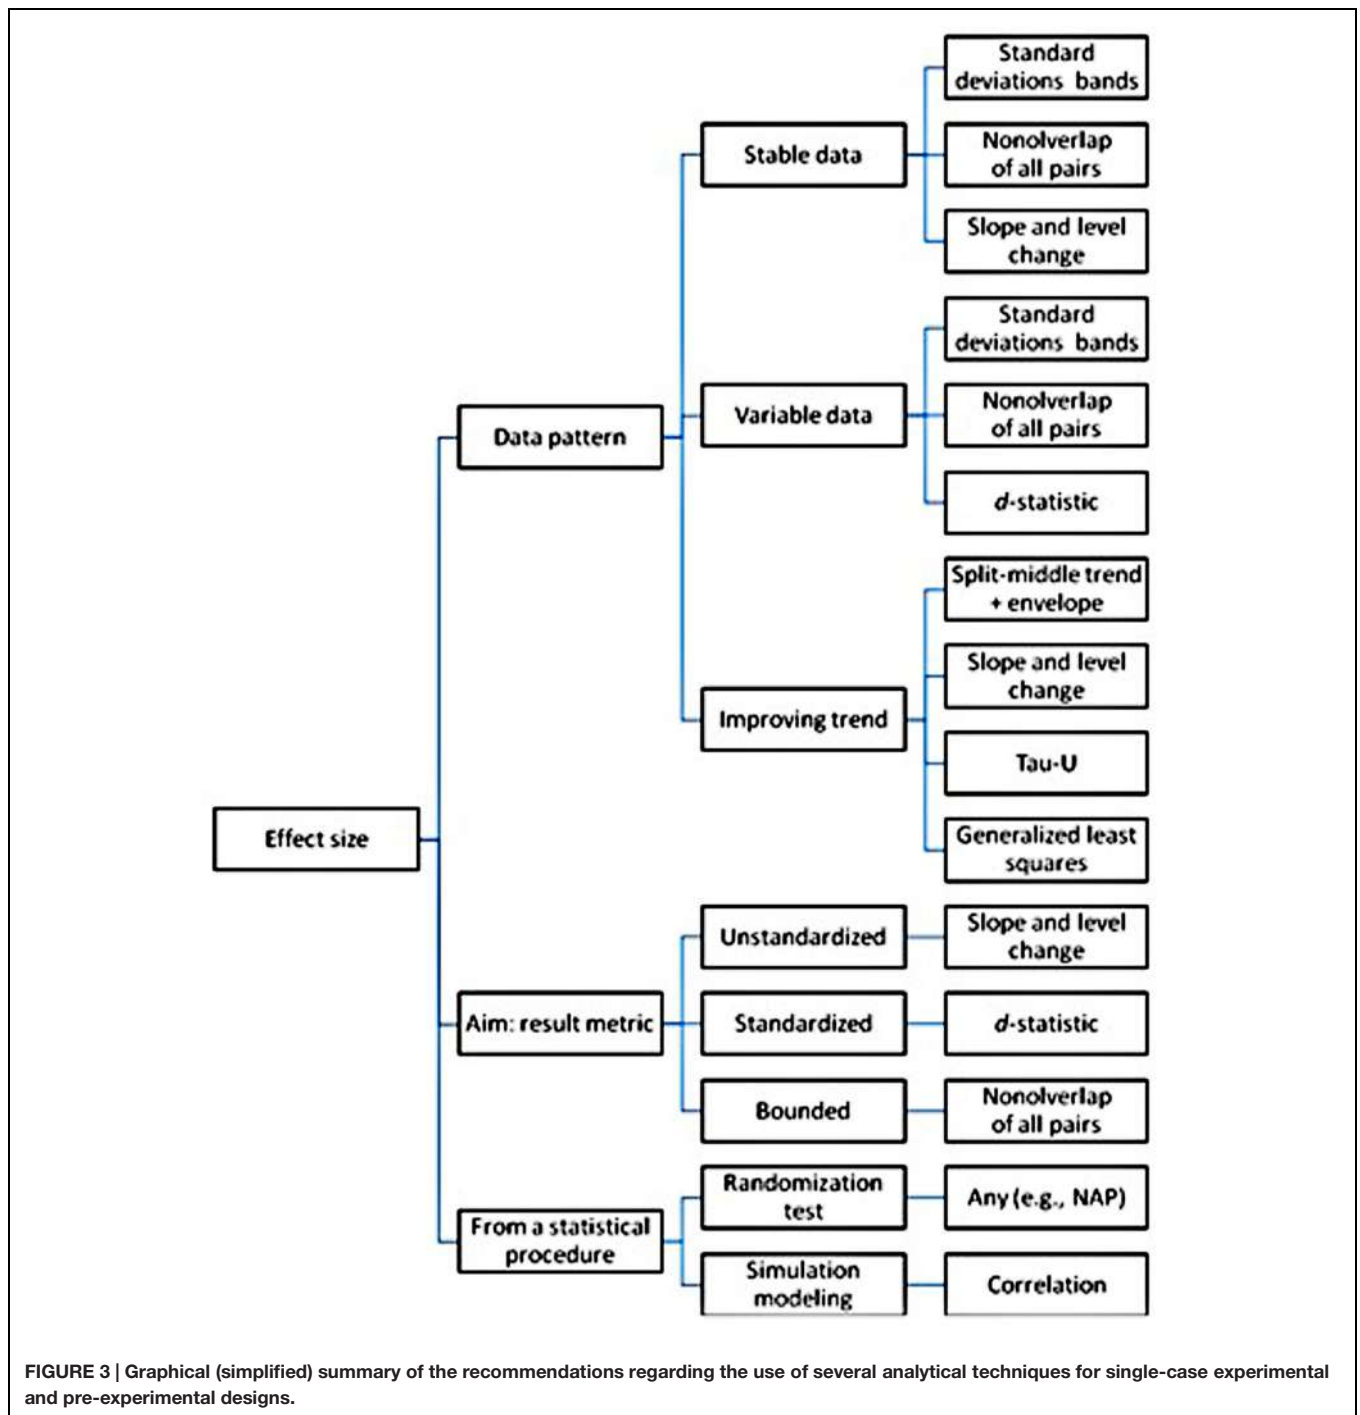 Standard
deviations bands
Stable data
Nonolverlap
of all pairs
Slope and level
change
Standard
deviations bands
Variable data
Nonolverlap
of all pairs
Data pattern
d-statistic
Split-middle trend
+ envelope
Slope and level
change
Improving trend
Tau-U
Effect size
Generalized least
squares
Unstandardized
Slope and level
change
Aim: result metric
Standardized
d-statistic
Bounded
Nonolverlap
of all pairs
Randomization
test
Any (e.g., NAP)
From a statistical
procedure
Simulation
modeling
Correlation
FIGURE 3 | Graphical (simplified) summary of the recommendations regarding the use of several analytical techniques for single-case experimental
and pre-experimental designs.